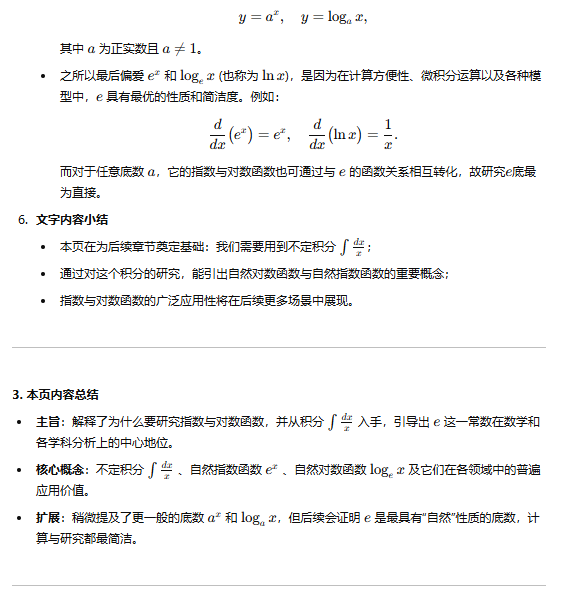 y = aˣ,   y = logₐ x,
其中 a 为正实数且 a ≠ 1。
• 之所以最后偏爱 eˣ 和 logₑ x (也称为 ln x)，是因为在计算方便性、微积分运算以及各种模
型中，e 具有最优的性质和简洁度。例如：
d/dx (eˣ) = eˣ,   d/dx (ln x) = 1/x.
而对于任意底数 a，它的指数与对数函数也可通过与 e 的函数关系相互转化，故研究e底最
为直接。
6. 文字内容小结
• 本页在为后续章节奠定基础：我们需要用到不定积分 ∫ dx/x；
• 通过对这个积分的研究，能引出自然对数函数与自然指数函数的重要概念；
• 指数与对数函数的广泛应用性将在后续更多场景中展现。
3. 本页内容总结
• 主旨：解释了为什么要研究指数与对数函数，并从积分 ∫ dx/x 入手，引导出 e 这一常数在数学和
各学科分析上的中心地位。
• 核心概念：不定积分 ∫ dx/x 、自然指数函数 eˣ 、自然对数函数 logₑ x 及它们在各领域中的普遍
应用价值。
• 扩展：稍微提及了更一般的底数 aˣ 和 logₐ x，但后续会证明 e 是最具有“自然”性质的底数，计
算与研究都最简洁。